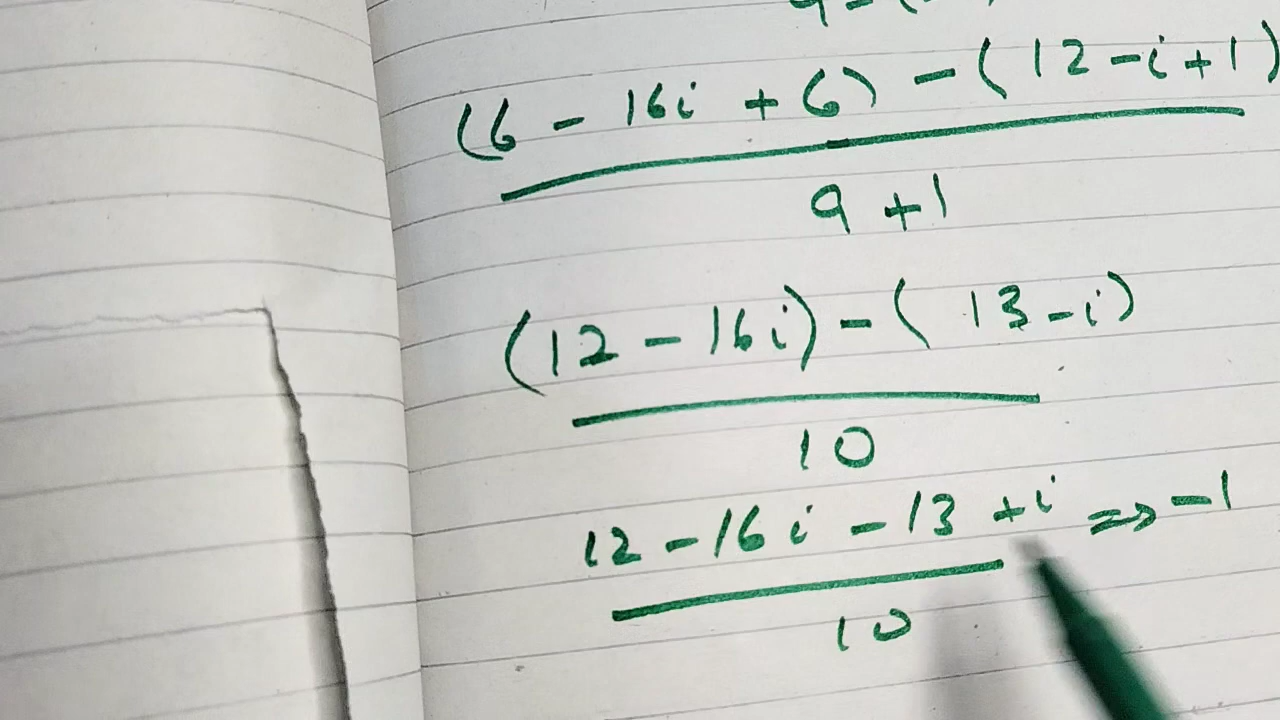 (6 - 16i + 6) - (12 - i + 1)
9 + 1
(12 - 16i) - (13 - i)
10
12 - 16i - 13 + i => -1
10